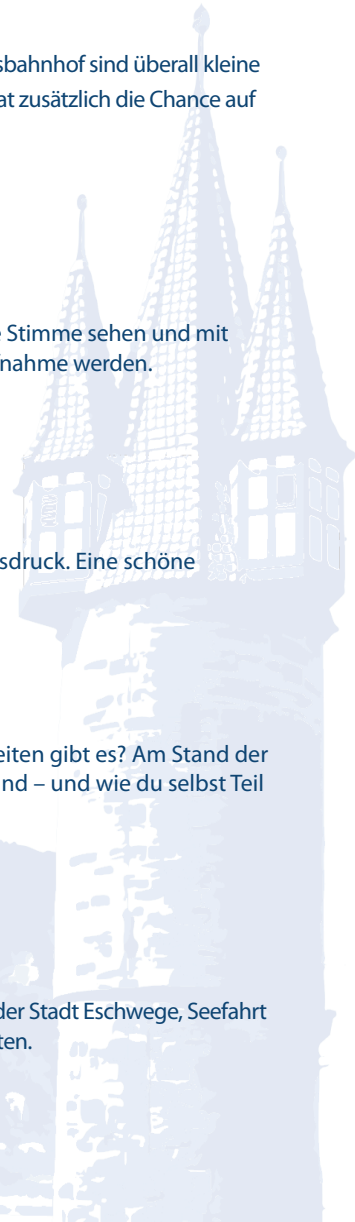 sbahnhof sind überall kleine
at zusätzlich die Chance auf
Stimme sehen und mit
nahme werden.
sdruck. Eine schöne
eiten gibt es? Am Stand der
nd – und wie du selbst Teil
der Stadt Eschwege, Seefahrt
ten.